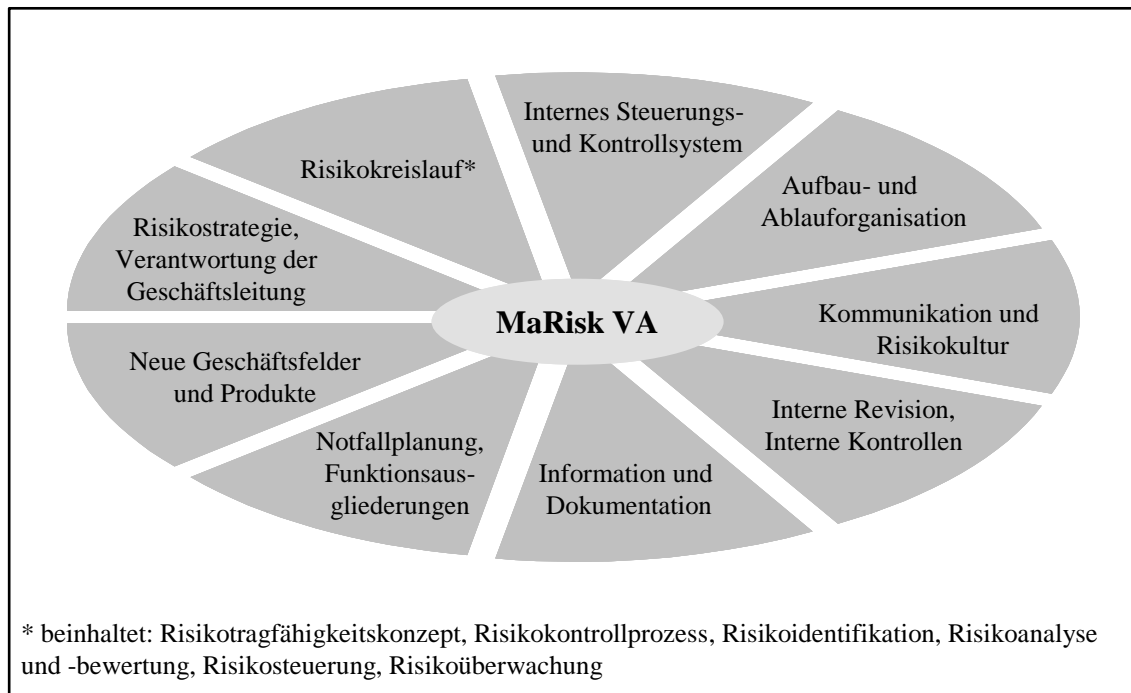 Internes Steuerungs-
und Kontrollsystem
Risikokreislauf*
Aufbau- und
Ablauforganisation
Risikostrategie,
Verantwortung der
Geschäftsleitung
MaRisk VA
Kommunikation und
Risikokultur
Neue Geschäftsfelder
und Produkte
Interne Revision,
Interne Kontrollen
Notfallplanung,
Funktionsaus-
gliederungen
Information und
Dokumentation
* beinhaltet: Risikotragfähigkeitskonzept, Risikokontrollprozess, Risikoidentifikation, Risikoanalyse
und -bewertung, Risikosteuerung, Risikoüberwachung